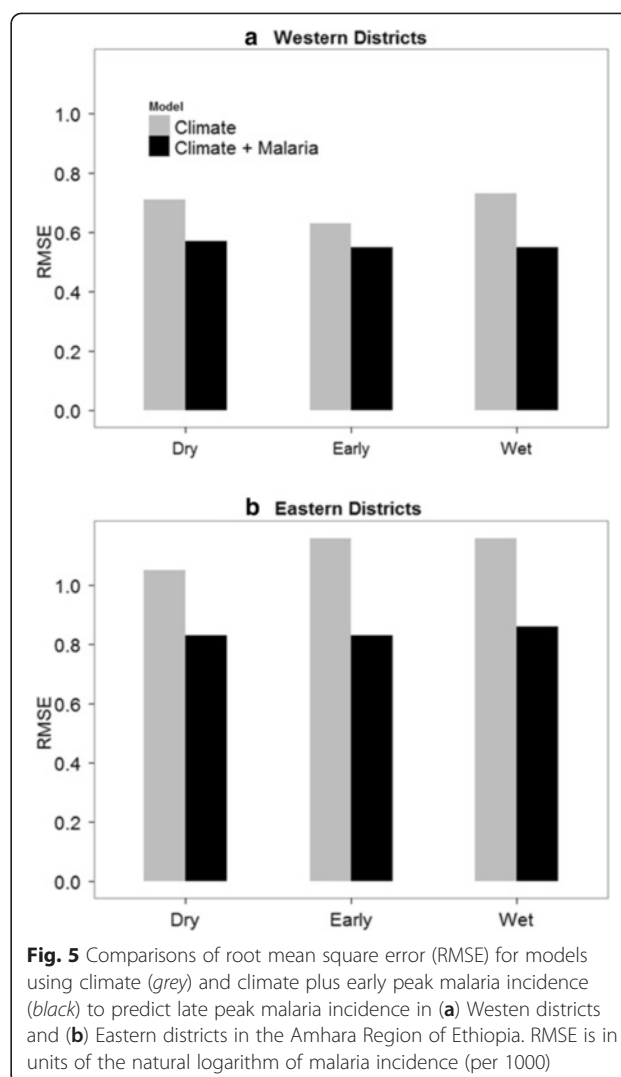 a Western Districts
Model
Climate
Climate + Malaria
1.0
0.8
0.6
0.4
0.2
0.0
RMSE
Dry Early Wet
b Eastern Districts
1.0
0.8
0.6
0.4
0.2
0.0
RMSE
Dry Early Wet
Fig. 5 Comparisons of root mean square error (RMSE) for models
using climate (grey) and climate plus early peak malaria incidence
(black) to predict late peak malaria incidence in (a) Westen districts
and (b) Eastern districts in the Amhara Region of Ethiopia. RMSE is in
units of the natural logarithm of malaria incidence (per 1000)